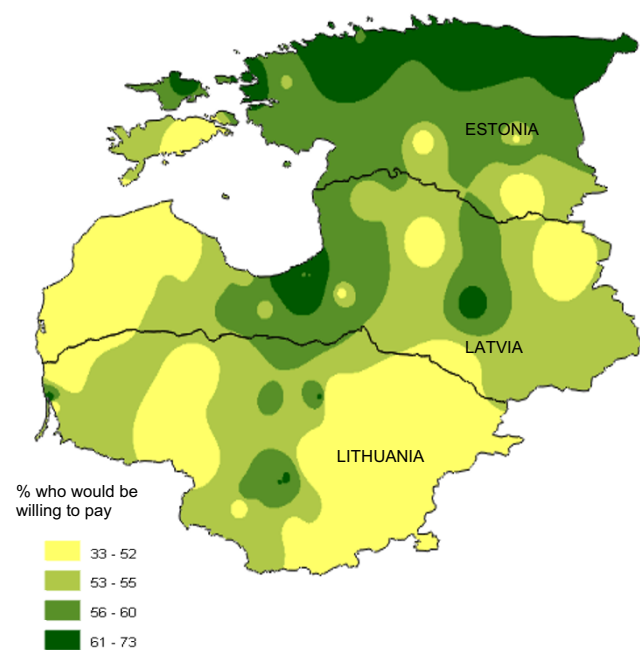 ESTONIA
LATVIA
LITHUANIA
% who would be
willing to pay
33 - 52
53 - 55
56 - 60
61 - 73